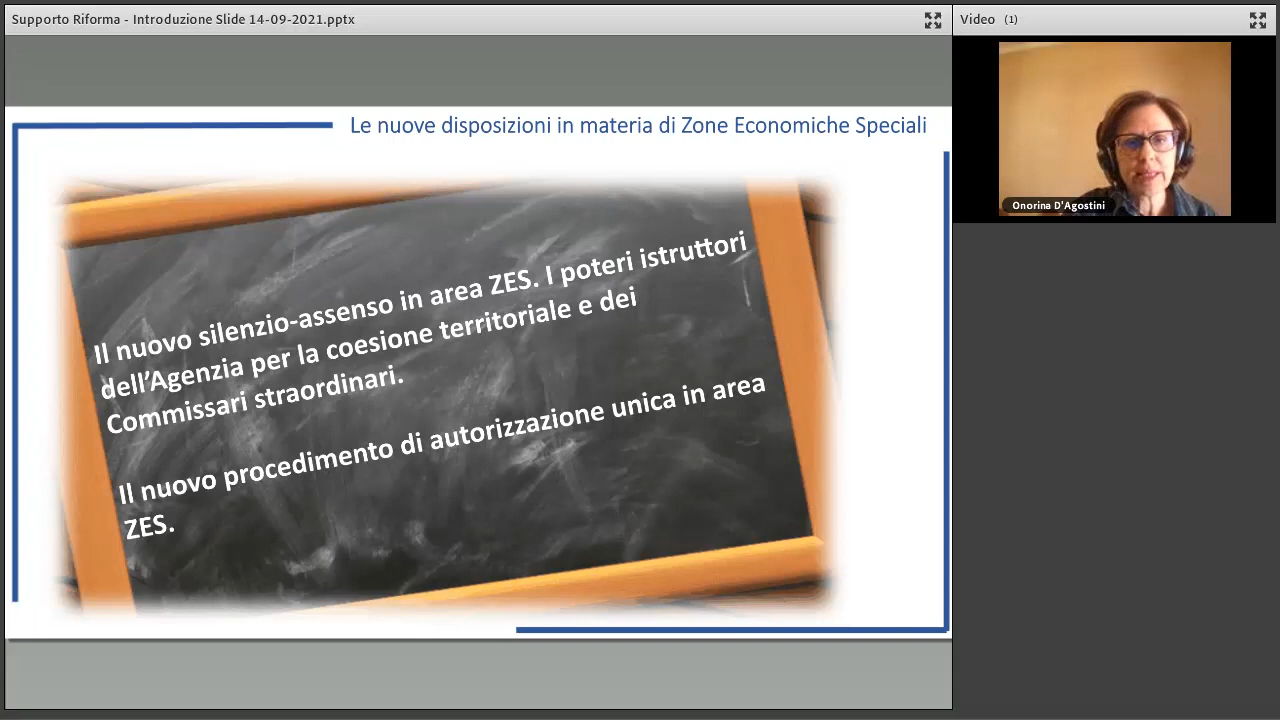 Supporto Riforma - Introduzione Slide 14-09-2021.pptx
Video (1)
Le nuove disposizioni in materia di Zone Economiche Speciali
Il nuovo silenzio-assenso in area ZES. I poteri istruttori
dell'Agenzia per la coesione territoriale e dei
Commissari straordinari.
Il nuovo procedimento di autorizzazione unica in area
ZES.
Onorina D'Agostini